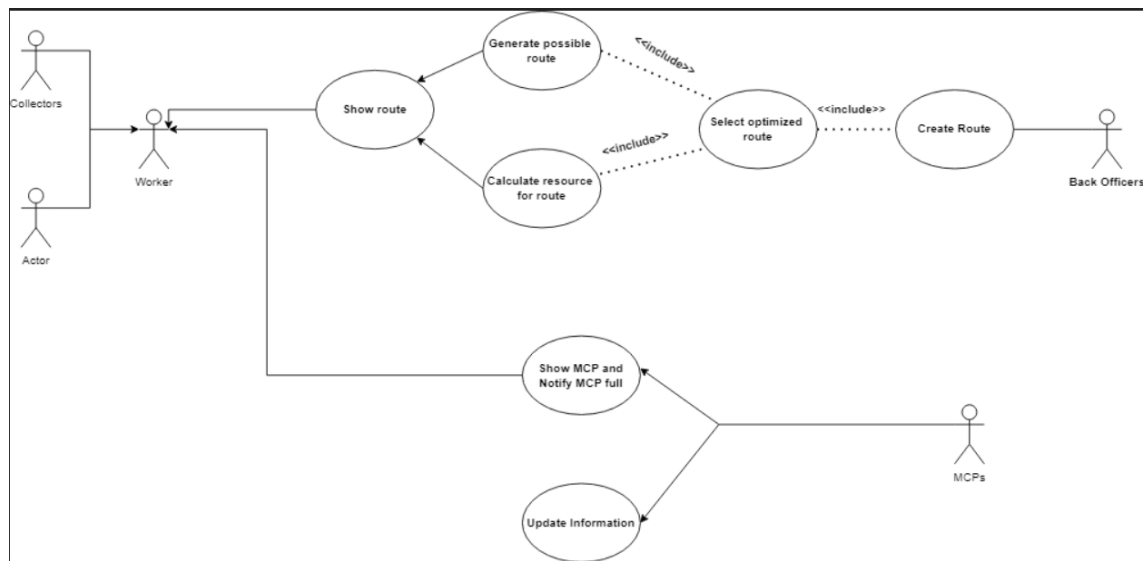 Generate possible
route
<<include>>
Collectors
Show route
Select optimized
route
<<include>>
Create Route
<<include>>
Worker
Calculate resource
for route
Back Officers
Actor
Show MCP and
Notify MCP full
MCPs
Update Information